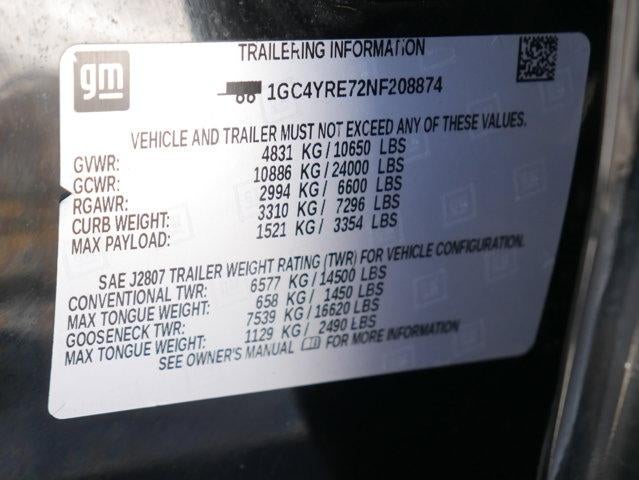 gm
TRAILERING INFORMATION
1GC4YRE72NF208874
VEHICLE AND TRAILER MUST NOT EXCEED ANY OF THESE VALUES.
GVWR: 4831 KG/10650 LBS
GCWR: 10886 KG/24000 LBS
RGAWR: 2994 KG/ 6600 LBS
CURB WEIGHT: 3310 KG/ 7296 LBS
MAX PAYLOAD: 1521 KG/ 3354 LBS
SAE J2807 TRAILER WEIGHT RATING (TWR) FOR VEHICLE CONFIGURATION.
CONVENTIONAL TWR: 6577 KG/14500 LBS
MAX TONGUE WEIGHT: 658 KG/ 1450 LBS
GOOSENECK TWR: 7539 KG/16620 LBS
MAX TONGUE WEIGHT: 1129 KG/ 2490 LBS
SEE OWNER'S MANUAL FOR MORE INFORMATION